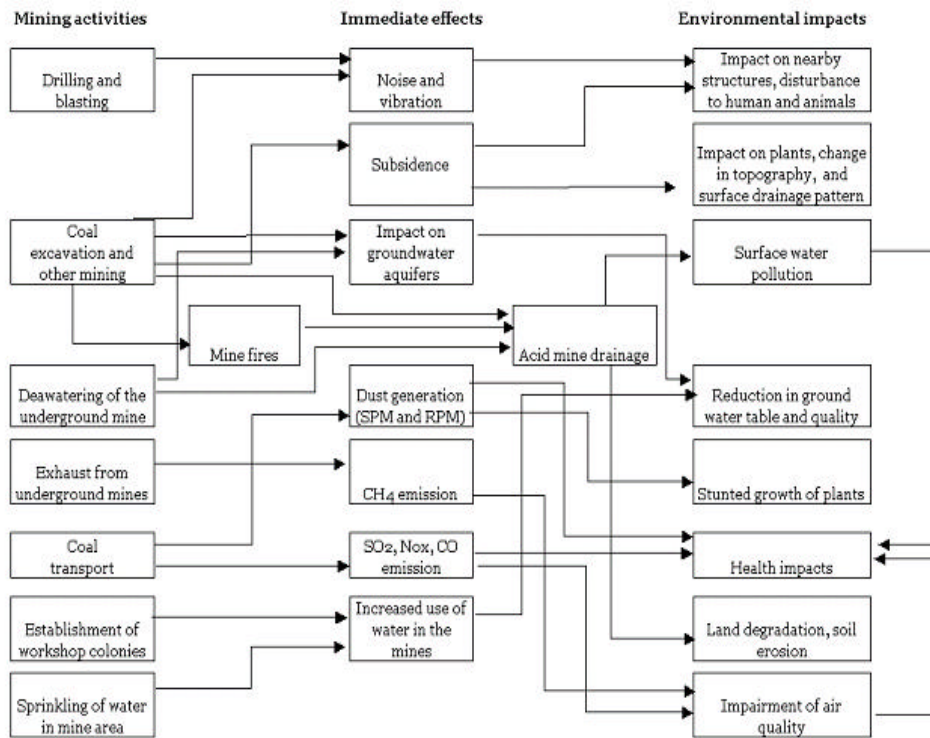 Mining activities
Immediate effects
Environmental impacts
Drilling and
blasting
Noise and
vibration
Impact on nearby
structures, disturbance
to human and animals
Subsidence
Impact on plants, change
in topography, and
surface drainage pattern
Coal
excavation and
other mining
Impact on
groundwater
aquifers
Surface water
pollution
Mine fires
Acid mine drainage
Deawatering of the
underground mine
Dust generation
(SPM and RPM)
Reduction in ground
water table and quality
Exhaust from
underground mines
CH4 emission
Stunted growth of plants
Coal
transport
SO2, Nox, CO
emission
Health impacts
Establishment of
workshop colonies
Increased use of
water in the
mines
Land degradation, soil
erosion
Sprinkling of water
in mine area
Impairment of air
quality